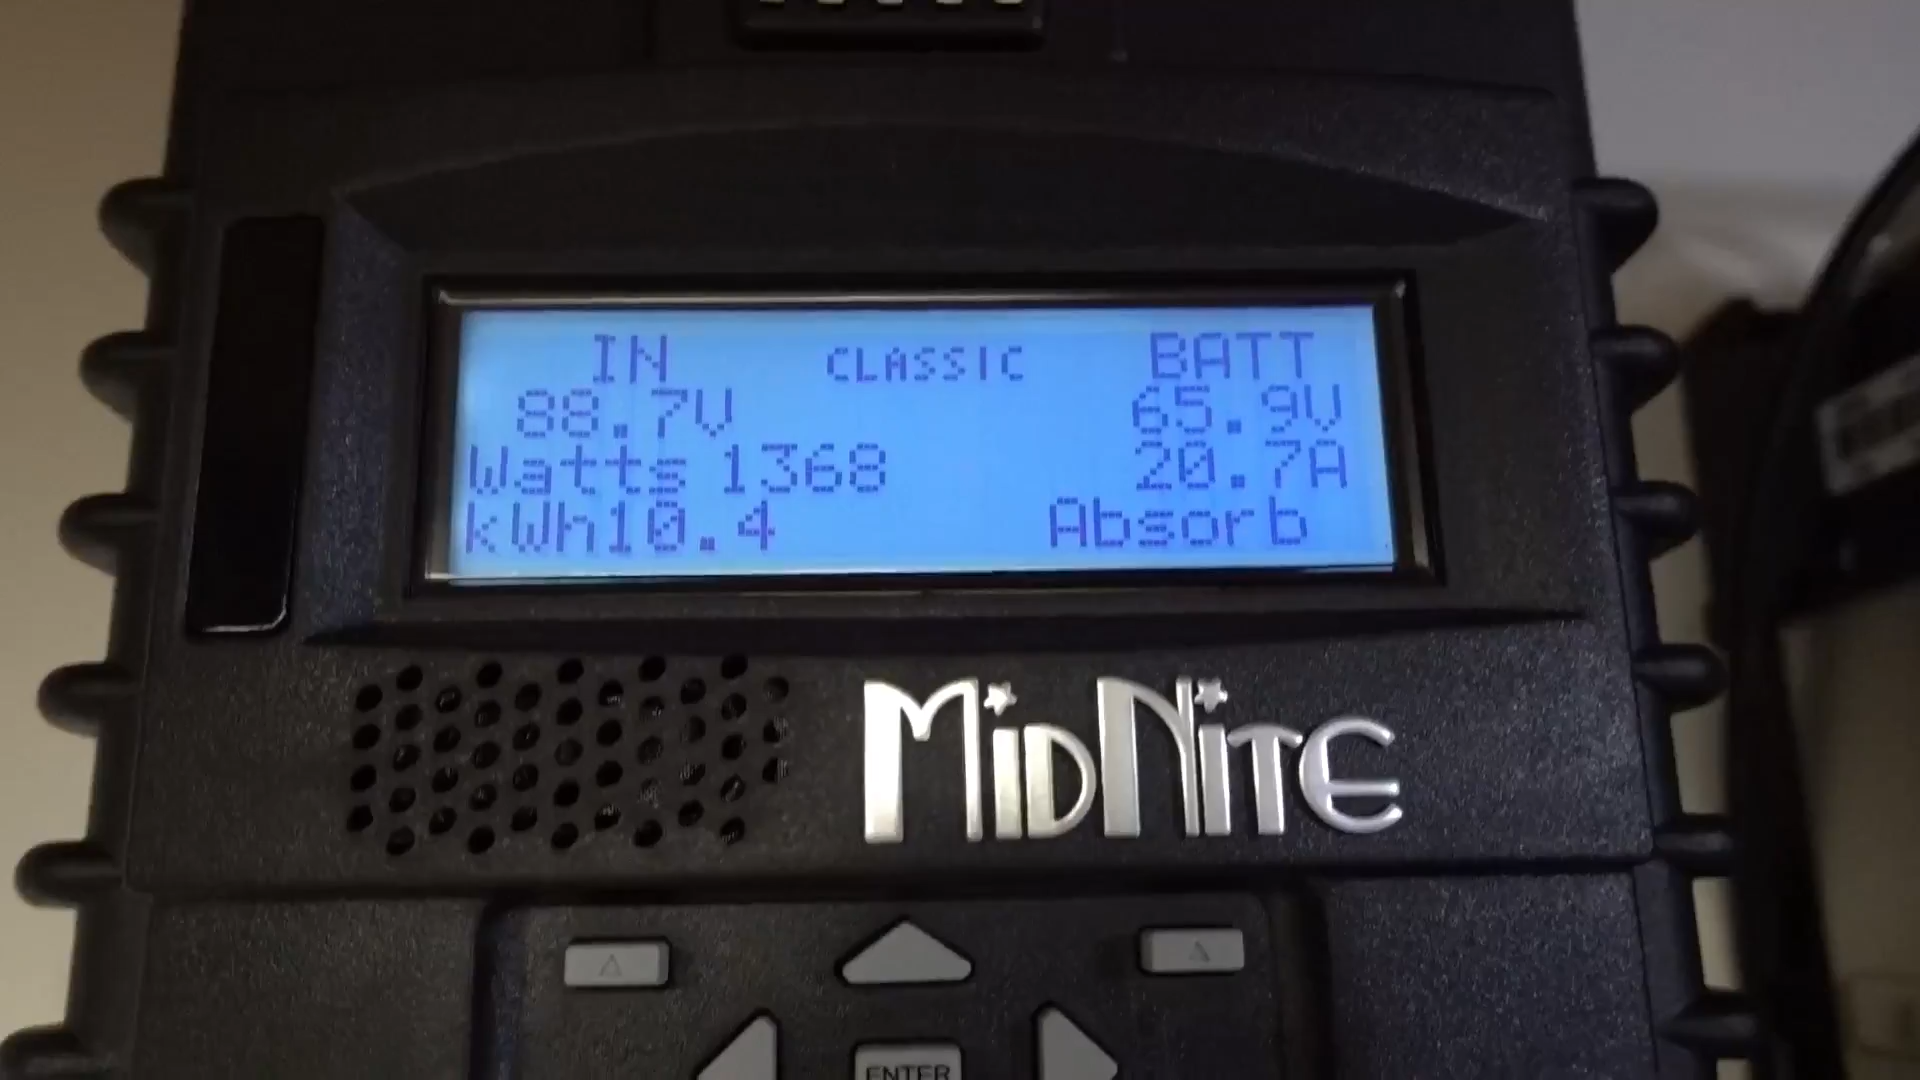 IN CLASSIC BATT
88.7V 65.9V
Watts 1368 20.7A
kWh10.4 Absorb
MIDNITE
ENTER